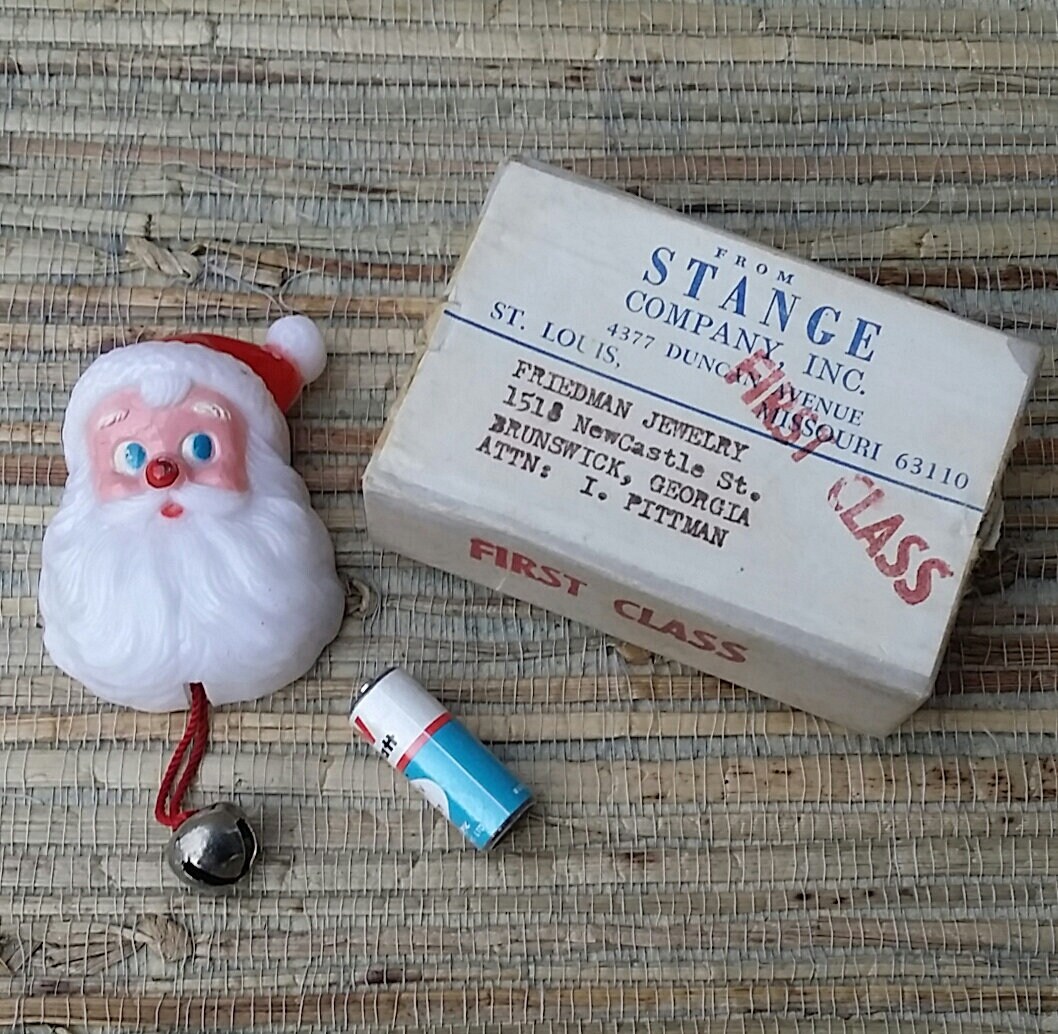 FROM
STANGE
COMPANY, INC.
4377 DUNCAN AVENUE
ST. LOUIS, MISSOURI 63110
FRIEDMAN JEWELRY
1518 NewCastle St.
BRUNSWICK, GEORGIA
ATTN: I. PITTMAN
FIRST CLASS
FIRST CLASS